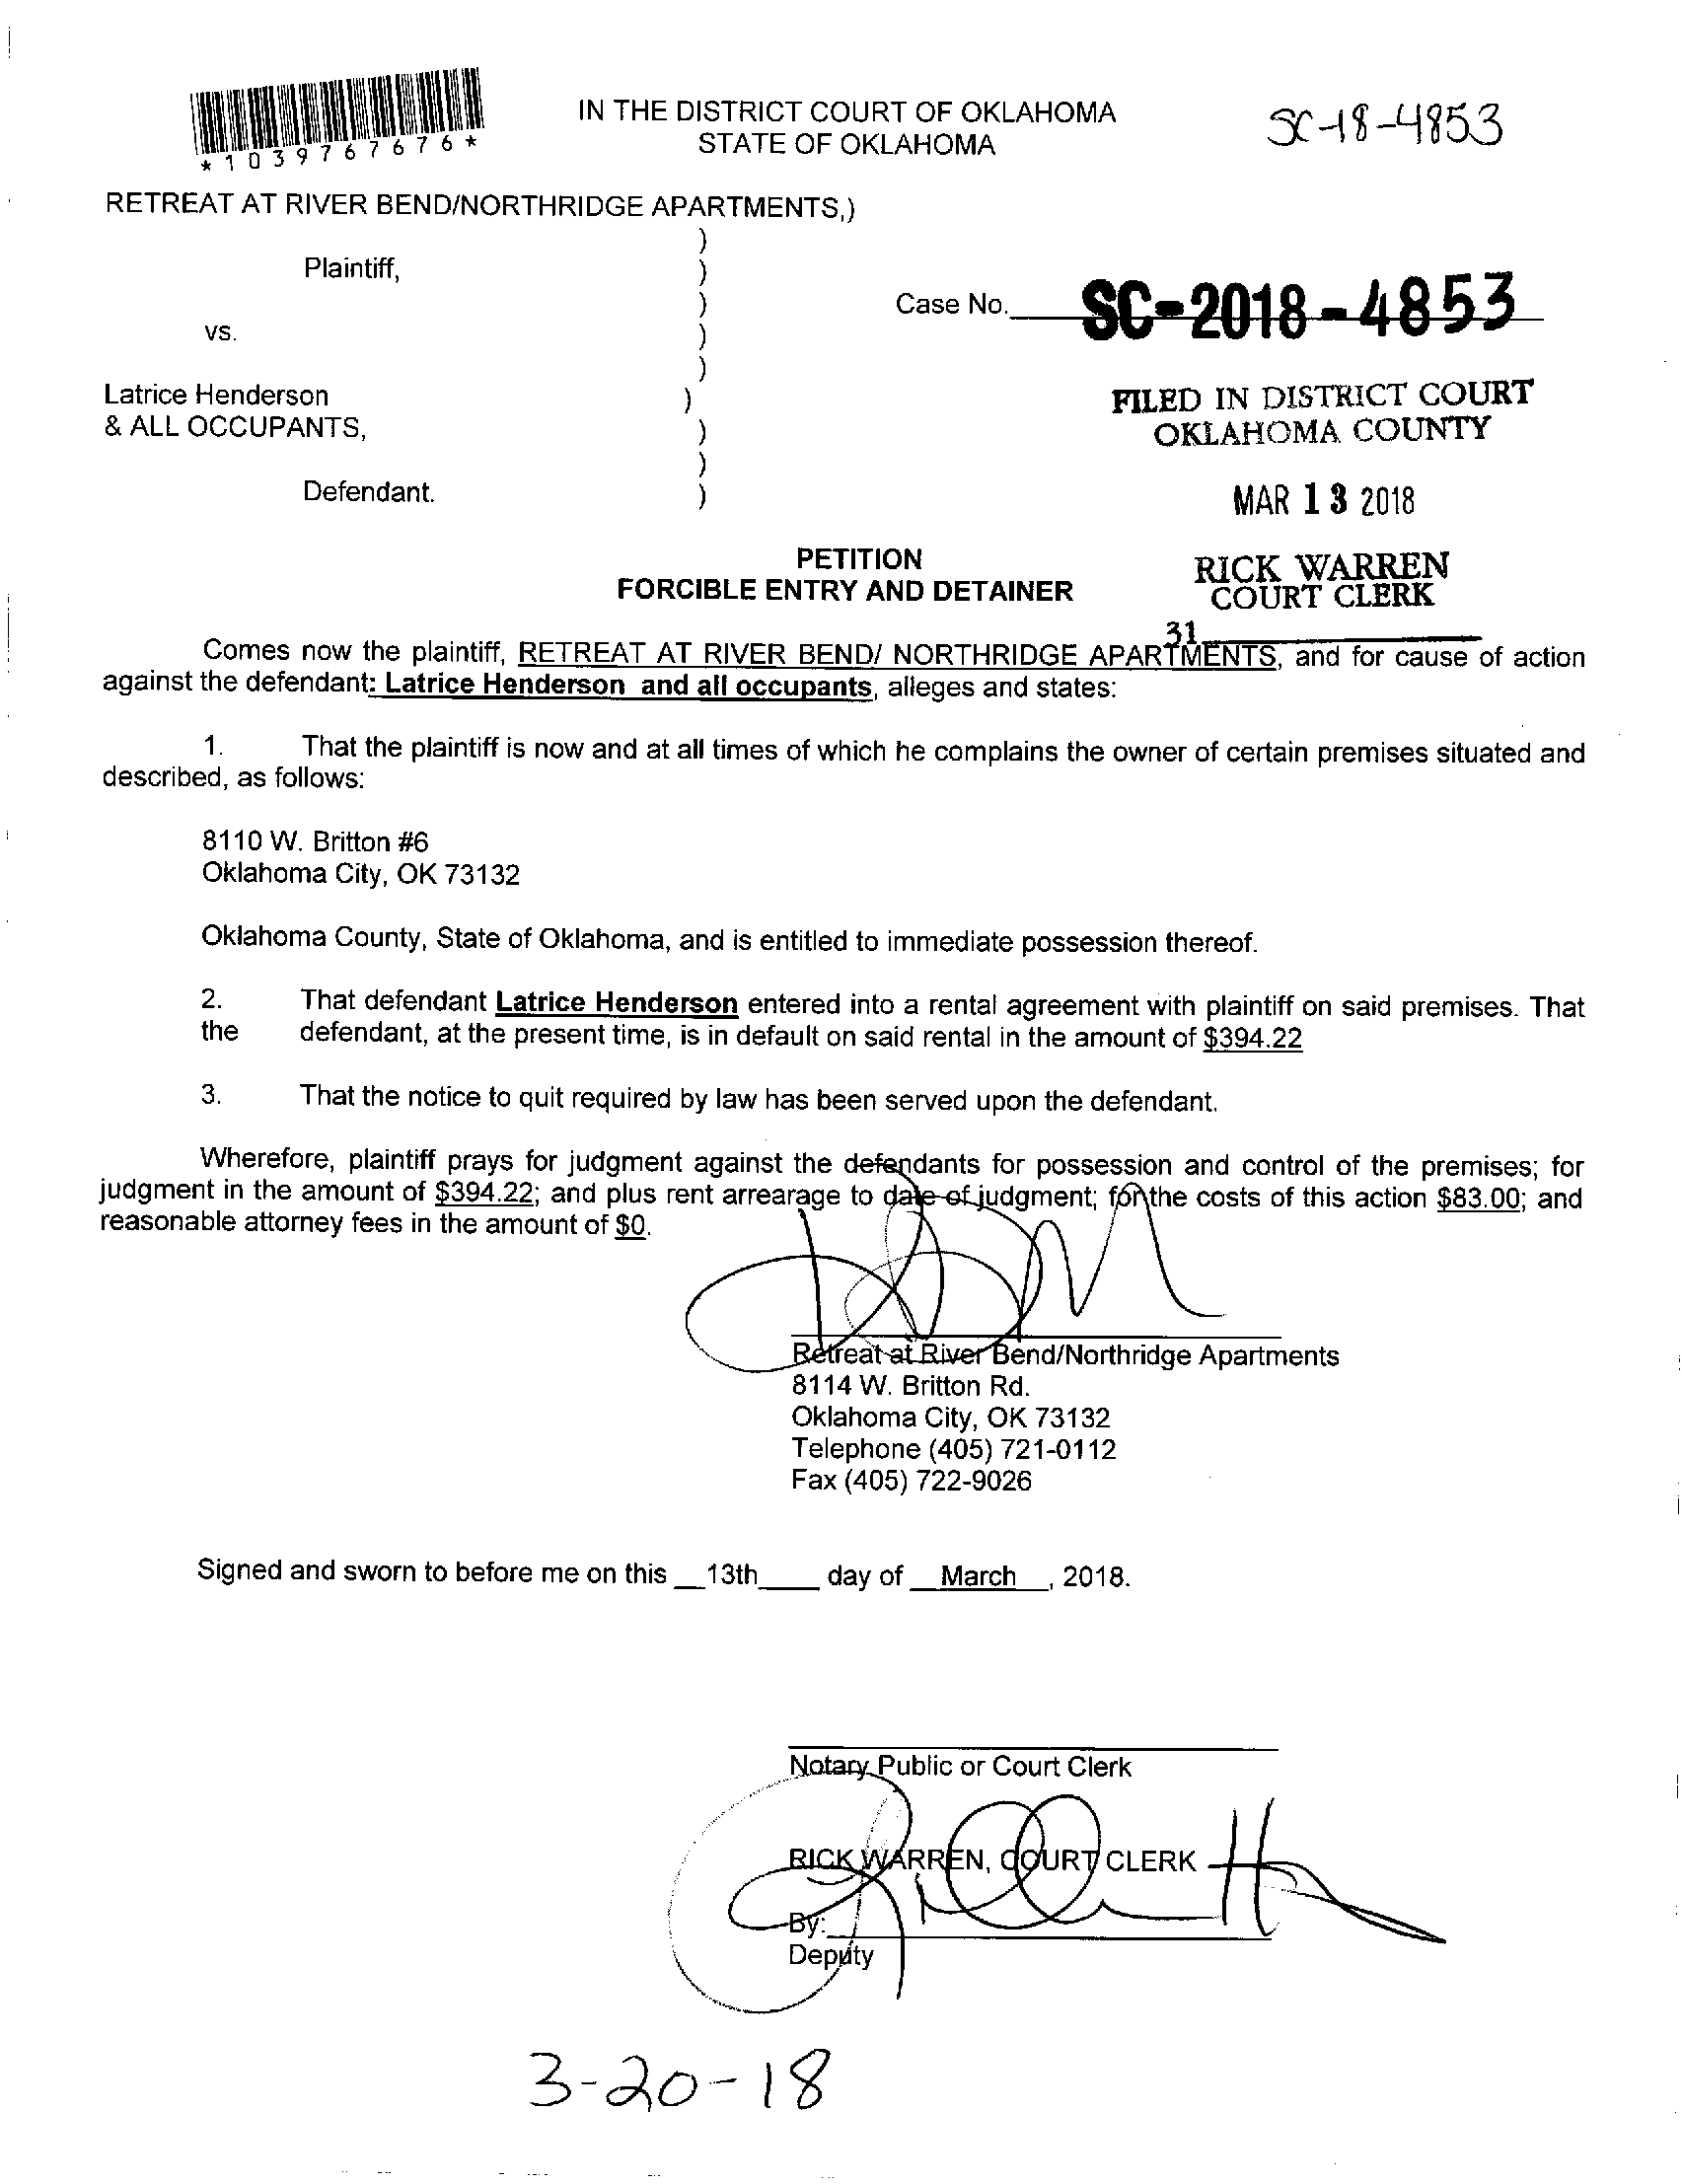 *1039767676*
IN THE DISTRICT COURT OF OKLAHOMA
STATE OF OKLAHOMA
SC-18-4853
RETREAT AT RIVER BEND/NORTHRIDGE APARTMENTS,)
)
Plaintiff, )
)
Case No. SC-2018-4853
vs. )
)
Latrice Henderson )
& ALL OCCUPANTS, )
)
Defendant. )
FILED IN DISTRICT COURT
OKLAHOMA COUNTY
MAR 13 2018
RICK WARREN
COURT CLERK
31
PETITION
FORCIBLE ENTRY AND DETAINER
Comes now the plaintiff, RETREAT AT RIVER BEND/ NORTHRIDGE APARTMENTS, and for cause of action
against the defendant: Latrice Henderson and all occupants, alleges and states:
1. That the plaintiff is now and at all times of which he complains the owner of certain premises situated and
described, as follows:
8110 W. Britton #6
Oklahoma City, OK 73132
Oklahoma County, State of Oklahoma, and is entitled to immediate possession thereof.
2. That defendant Latrice Henderson entered into a rental agreement with plaintiff on said premises. That
the defendant, at the present time, is in default on said rental in the amount of $394.22
3. That the notice to quit required by law has been served upon the defendant.
Wherefore, plaintiff prays for judgment against the defendants for possession and control of the premises; for
judgment in the amount of $394.22; and plus rent arrearage to date of judgment; for the costs of this action $83.00; and
reasonable attorney fees in the amount of $0.
Retreat at River Bend/Northridge Apartments
8114 W. Britton Rd.
Oklahoma City, OK 73132
Telephone (405) 721-0112
Fax (405) 722-9026
Signed and sworn to before me on this __13th____ day of __March__, 2018.
Notary Public or Court Clerk
RICK WARREN, COURT CLERK
By:
Deputy
3-20-18